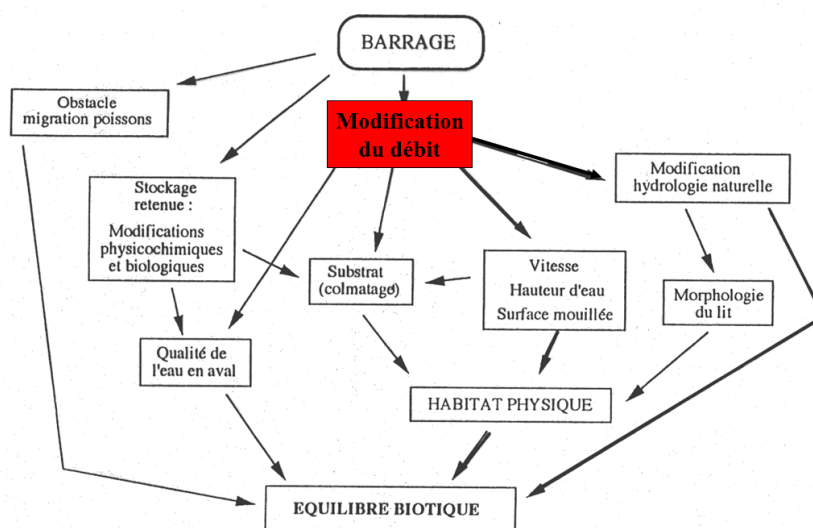 BARRAGE
Obstacle
migration poissons
Modification
du débit
Modification
hydrologie naturelle
Stockage
retenue :
Modifications
physicochimiques
et biologiques
Substrat
(colmatage)
Vitesse
Hauteur d'eau
Surface mouillée
Morphologie
du lit
Qualité de
l'eau en aval
HABITAT PHYSIQUE
EQUILIBRE BIOTIQUE